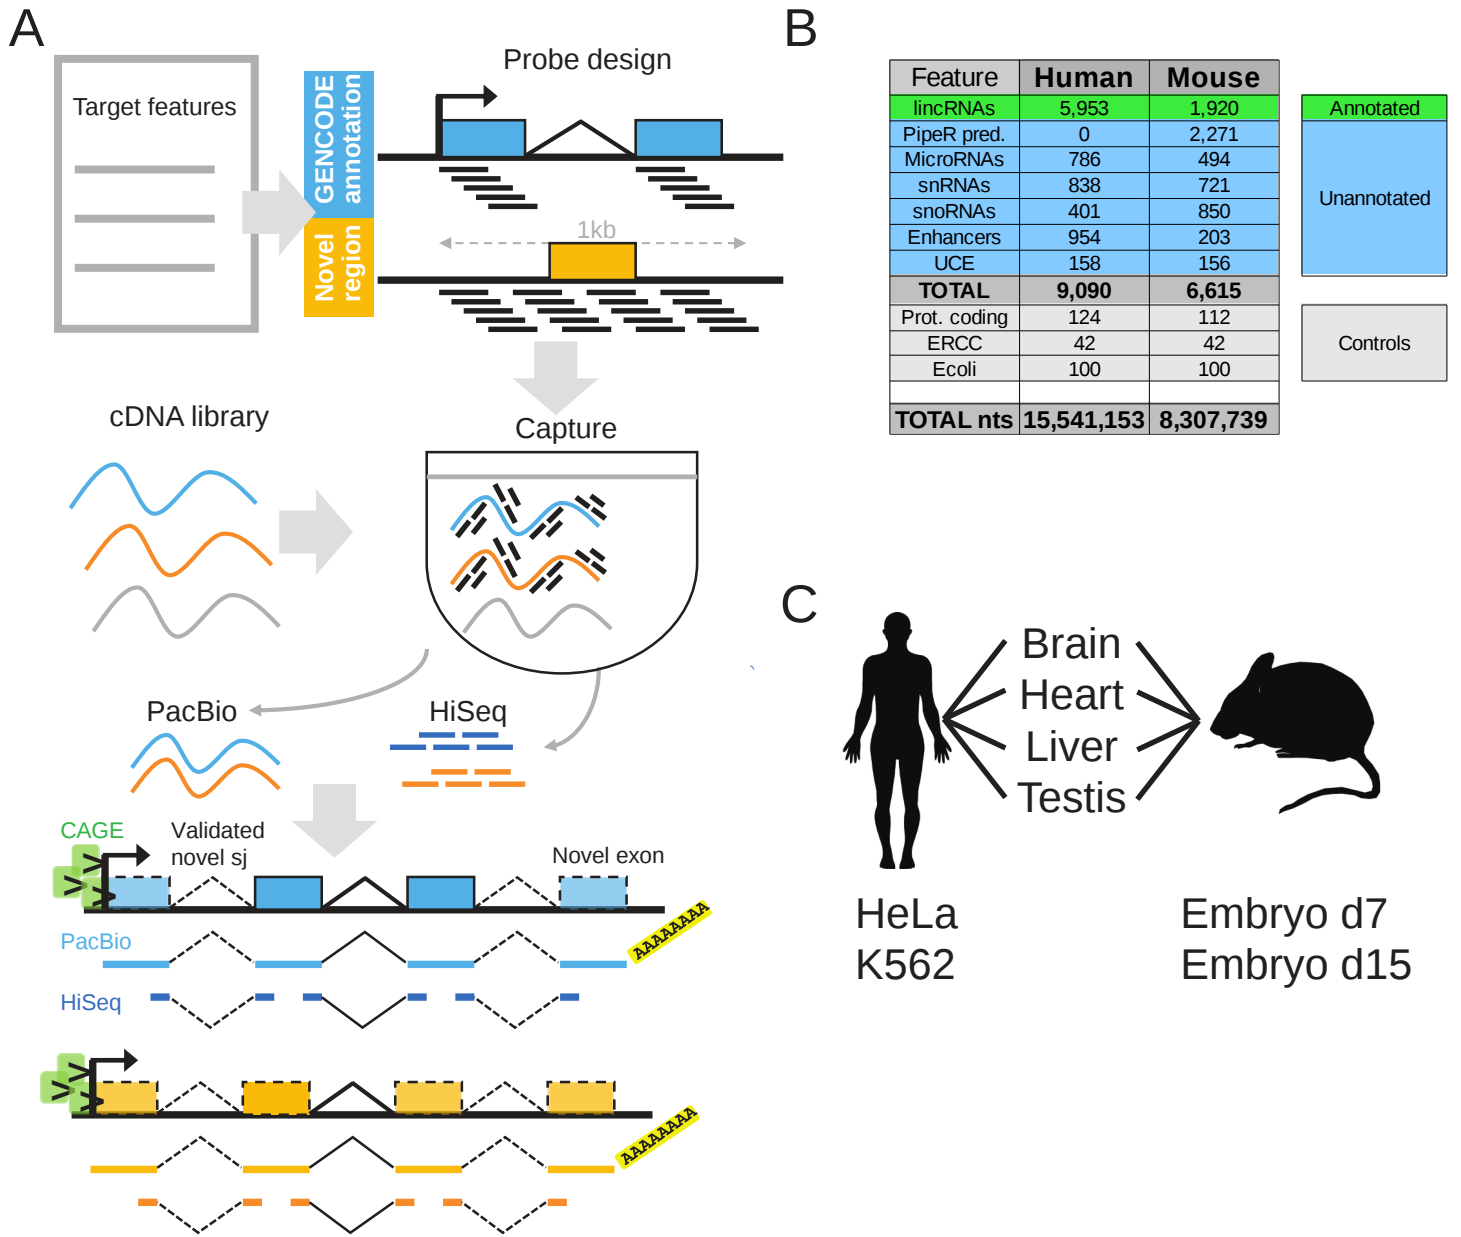 A
Target features
GENCODE
annotation
Novel
region
Probe design
1kb
cDNA library
Capture
PacBio
HiSeq
CAGE
Validated
novel sj
Novel exon
>
>
>
AAAAAAAA
PacBio
HiSeq
>
>
>
AAAAAAAA
B
Feature Human Mouse
lincRNAs 5,953 1,920
PipeR pred. 0 2,271
MicroRNAs 786 494
snRNAs 838 721
snoRNAs 401 850
Enhancers 954 203
UCE 158 156
TOTAL 9,090 6,615
Prot. coding 124 112
ERCC 42 42
Ecoli 100 100
TOTAL nts 15,541,153 8,307,739
Annotated
Unannotated
Controls
C
Brain
Heart
Liver
Testis
HeLa
K562
Embryo d7
Embryo d15